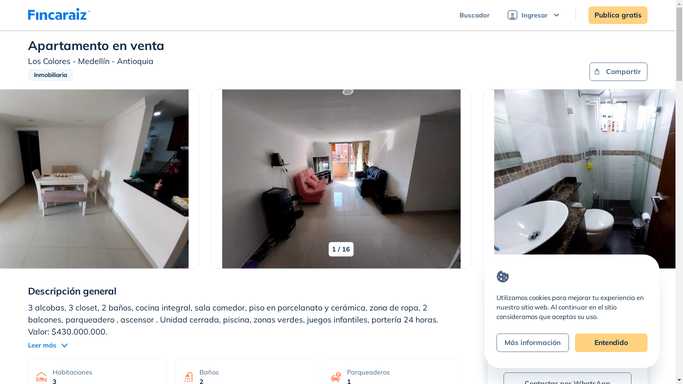 Fincaraíz
Buscador
Ingresar
Publica gratis
Apartamento en venta
Los Colores - Medellín - Antioquia
Inmobiliaria
Compartir
1 / 16
Descripción general
3 alcobas, 3 closet, 2 baños, cocina integral, sala comedor, piso en porcelanato y cerámica, zona de ropa, 2
balcones, parqueadero , ascensor . Unidad cerrada, piscina, zonas verdes, juegos infantiles, portería 24 horas.
Valor: $430.000.000.
Leer más
Habitaciones
3
Baños
2
Parqueaderos
1
Utilizamos cookies para mejorar tu experiencia en
nuestro sitio web. Al continuar en el sitio
consideramos que aceptas su uso.
Más información
Entendido
Contactar por WhatsApp